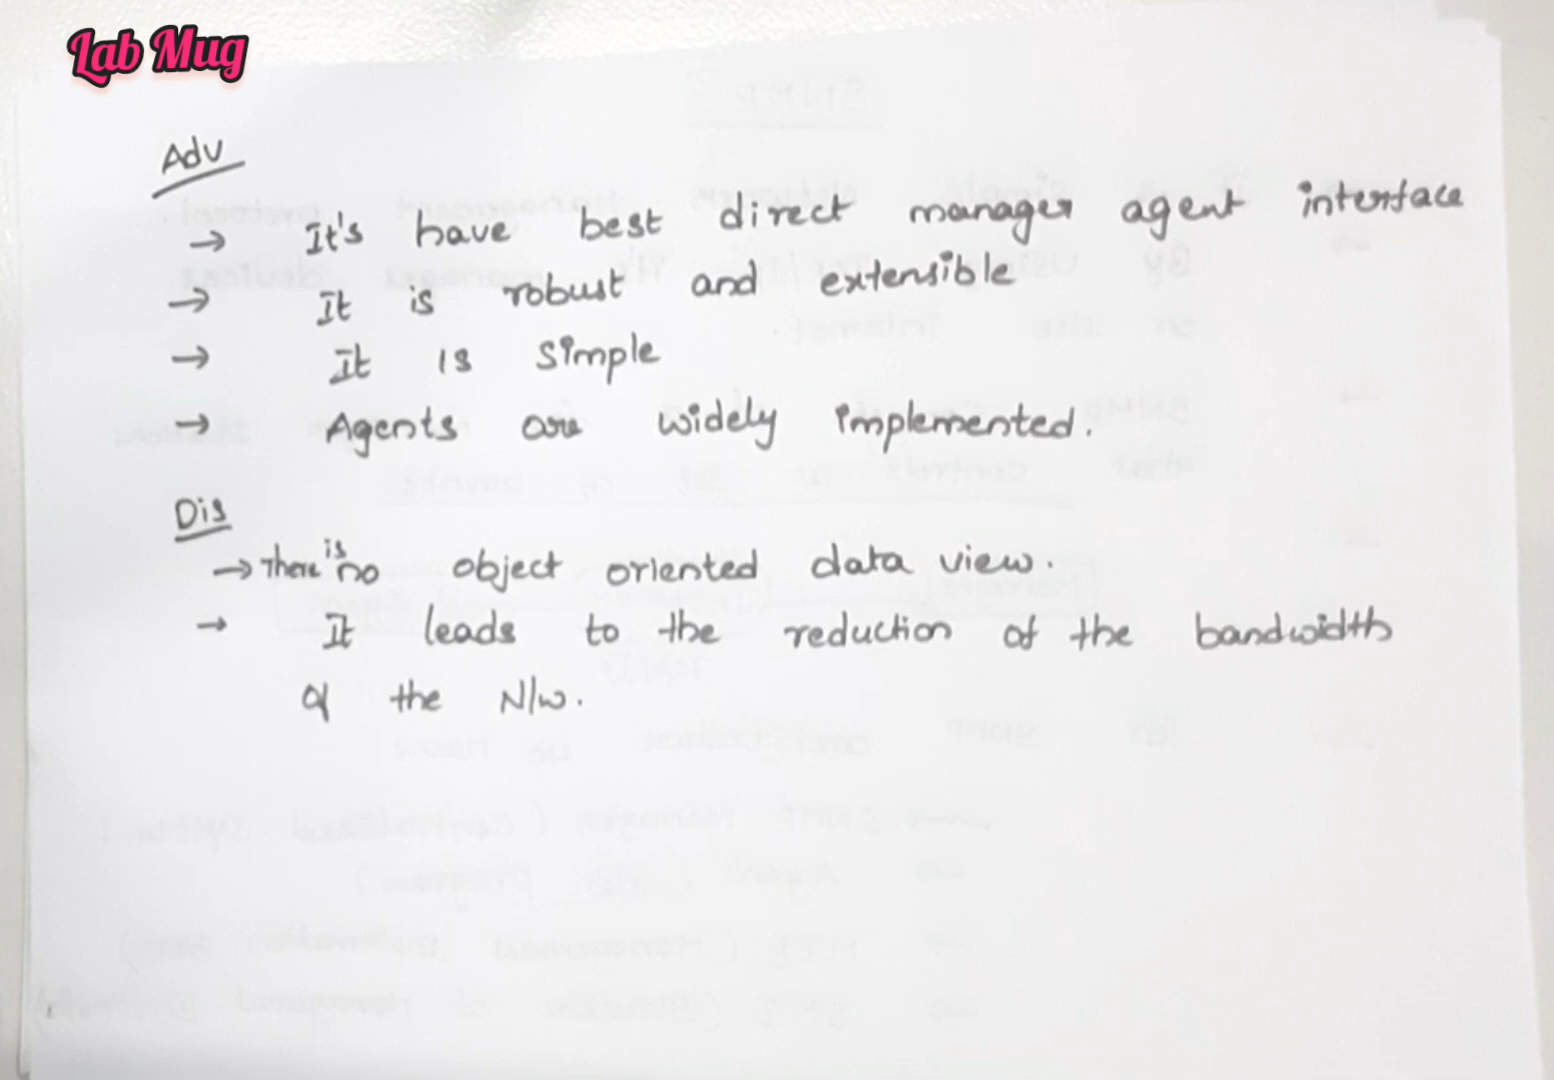 Lab Mug
Adv
→ It's have best direct manager agent interface
→ It is robust and extensible
→ It is simple
→ Agents are widely implemented.
Dis
→ There is no object oriented data view.
→ It leads to the reduction of the bandwidth
of the N/w.